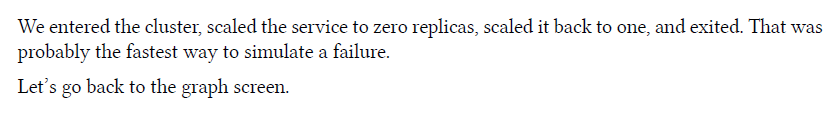 We entered the cluster, scaled the service to zero replicas, scaled it back to one, and exited. That was
probably the fastest way to simulate a failure.
Let’s go back to the graph screen.